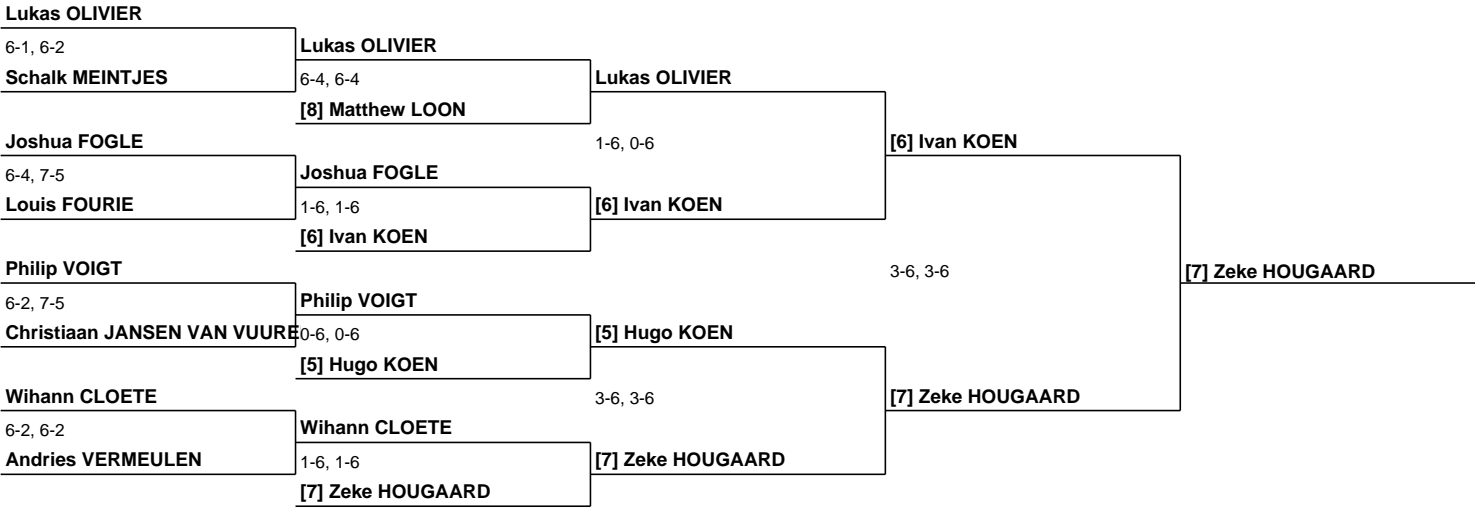 Lukas OLIVIER
6-1, 6-2
Schalk MEINTJES
Joshua FOGLE
6-4, 7-5
Louis FOURIE
Philip VOIGT
6-2, 7-5
Christiaan JANSEN VAN VUURE
Wihann CLOETE
6-2, 6-2
Andries VERMEULEN
Lukas OLIVIER
6-4, 6-4
[8] Matthew LOON
Joshua FOGLE
1-6, 1-6
[6] Ivan KOEN
Philip VOIGT
0-6, 0-6
[5] Hugo KOEN
Wihann CLOETE
1-6, 1-6
[7] Zeke HOUGAARD
Lukas OLIVIER
1-6, 0-6
[6] Ivan KOEN
[5] Hugo KOEN
3-6, 3-6
[7] Zeke HOUGAARD
[6] Ivan KOEN
3-6, 3-6
[7] Zeke HOUGAARD
[7] Zeke HOUGAARD